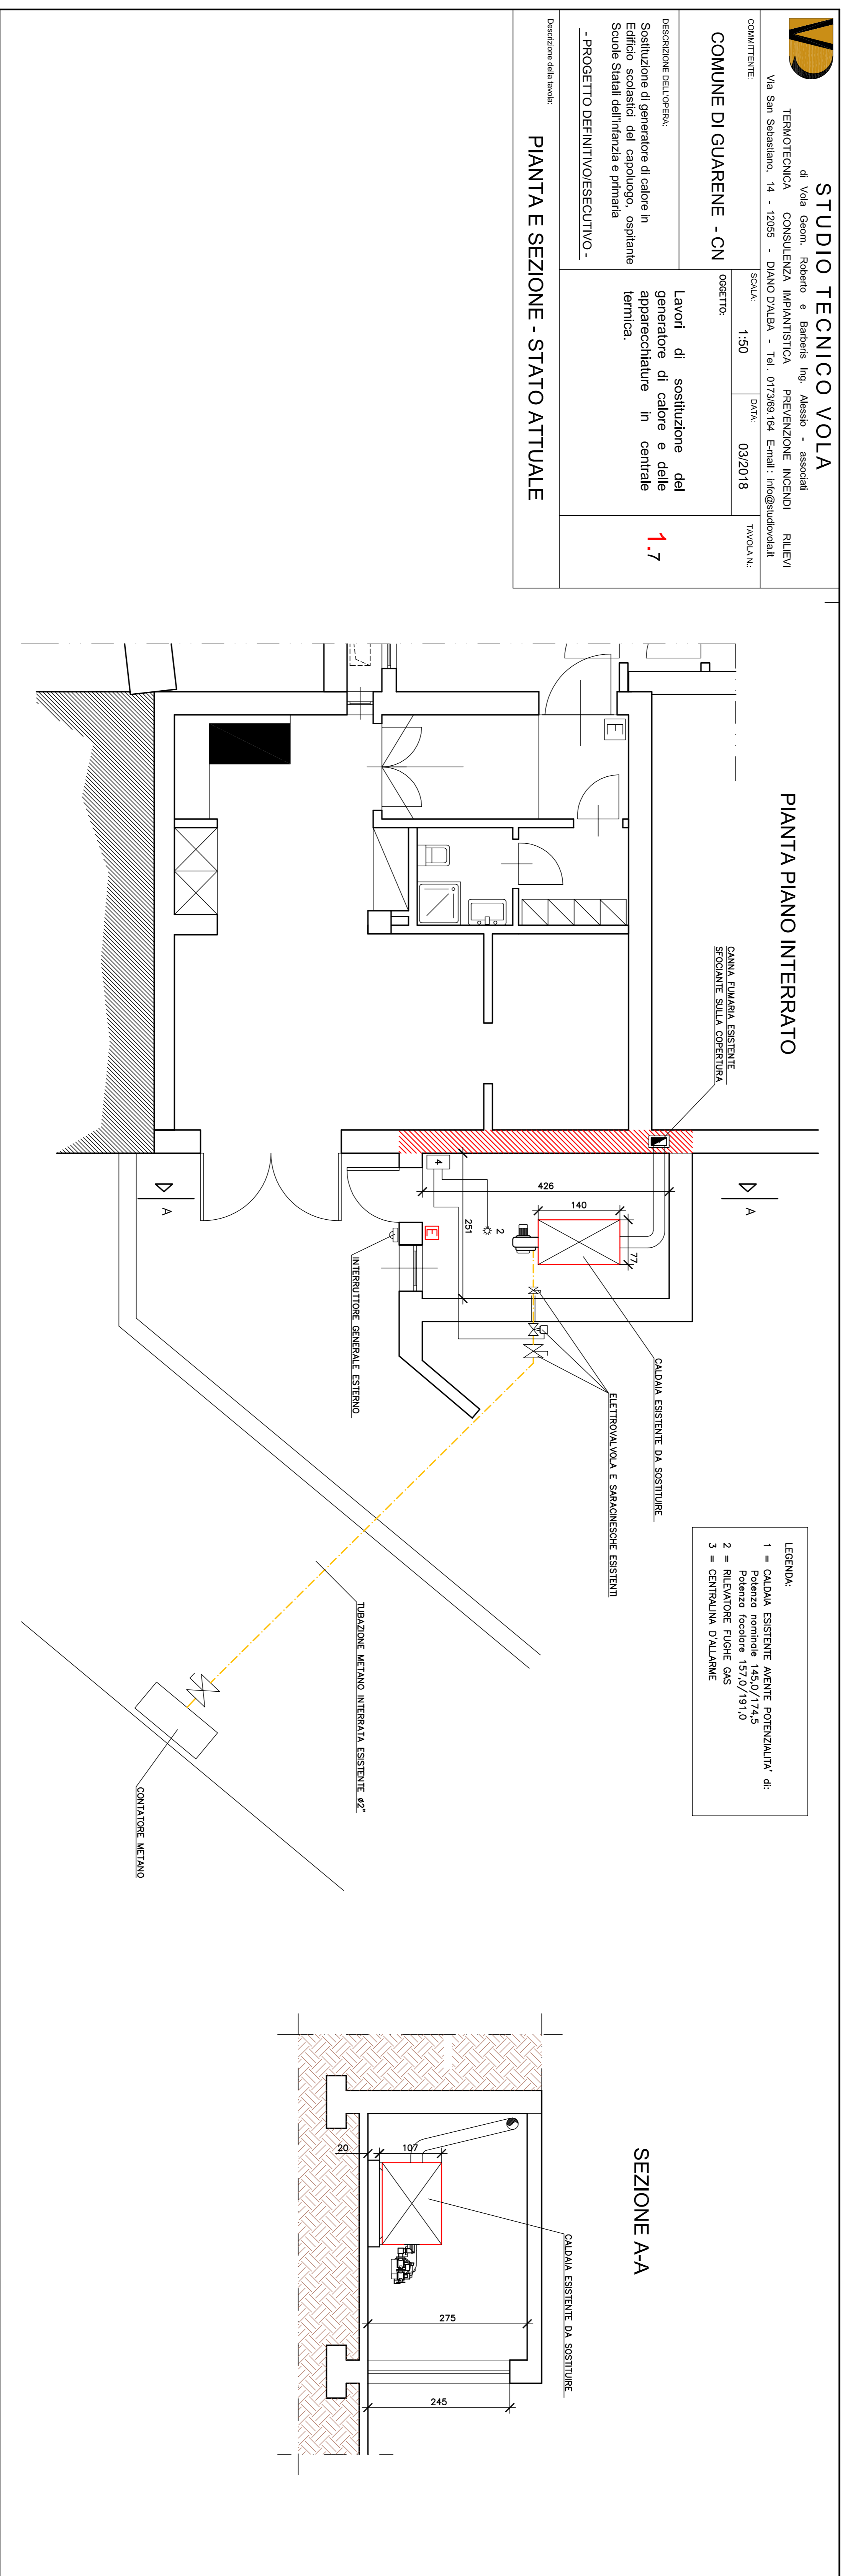 STUDIO TECNICO VOLA
di Vola Geom. Roberto e Barberis Ing. Alessio - associati
TERMOTECNICA CONSULENZA IMPIANTISTICA PREVENZIONE INCENDI RILIEVI
Via San Sebastiano, 14 - 12055 - DIANO D'ALBA - Tel. 0173/69.164 E-mail : info@studiovola.it
COMMITTENTE:
COMUNE DI GUARENE - CN
SCALA:
1:50
DATA:
03/2018
TAVOLA N.:
1.7
DESCRIZIONE DELL'OPERA:
Sostituzione di generatore di calore in
Edificio scolastici del capoluogo, ospitante
Scuole Statali dell'infanzia e primaria
- PROGETTO DEFINITIVO/ESECUTIVO -
OGGETTO:
Lavori di sostituzione del
generatore di calore e delle
apparecchiature in centrale
termica.
Descrizione della tavola:
PIANTA E SEZIONE - STATO ATTUALE
PIANTA PIANO INTERRATO
CANNA FUMARIA ESISTENTE
SFOCIANTE SULLA COPERTURA
A
A
E
E
4
2
426
140
77
251
CALDAIA ESISTENTE DA SOSTITUIRE
ELETTROVALVOLA E SARACINESCHE ESISTENTI
INTERRUTTORE GENERALE ESTERNO
TUBAZIONE METANO INTERRATA ESISTENTE ø2"
CONTATORE METANO
LEGENDA:
1 = CALDAIA ESISTENTE AVENTE POTENZIALITA' di:
Potenza nominale 145,0/174,5
Potenza focolare 157,0/191,0
2 = RILEVATORE FUGHE GAS
3 = CENTRALINA D'ALLARME
SEZIONE A-A
CALDAIA ESISTENTE DA SOSTITUIRE
20
107
275
245